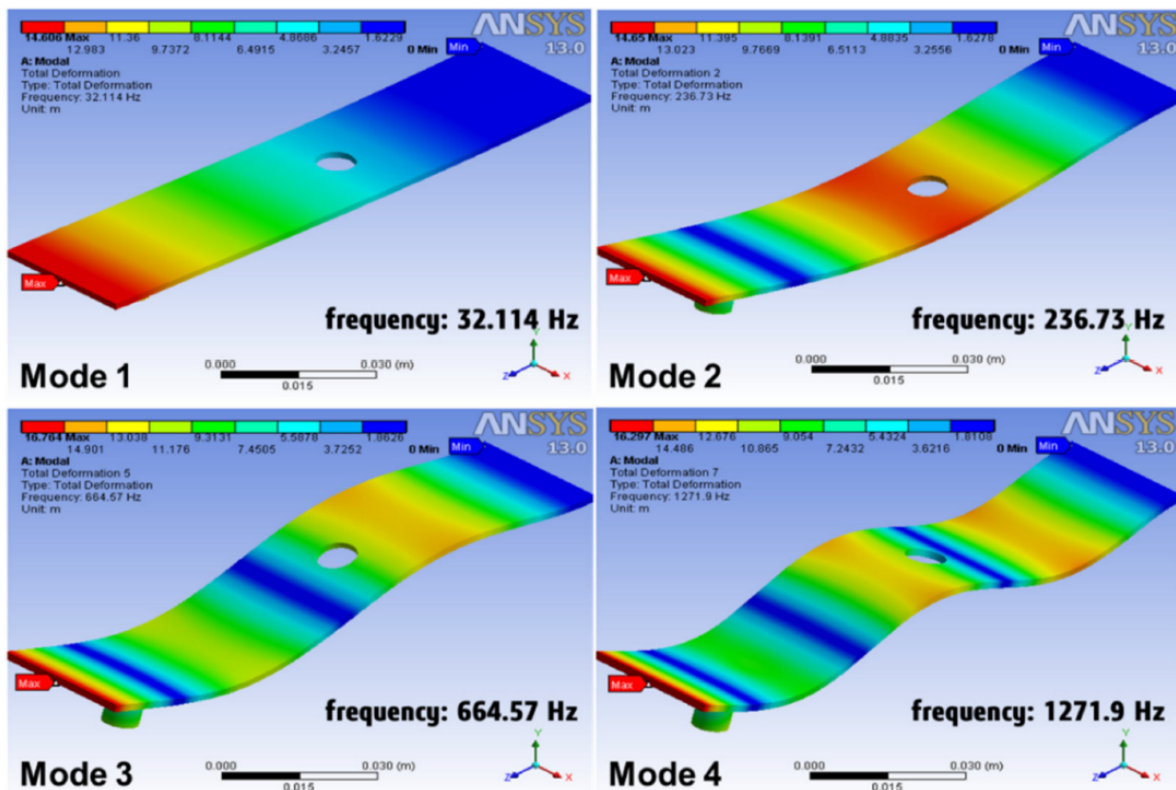 14.606 Max 11.36 8.1144 4.8686 1.6229
12.983 9.7372 6.4915 3.2457 0 Min
ANSYS
13.0
Min
A: Modal
Total Deformation
Type: Total Deformation
Frequency: 32.114 Hz
Unit: m
Max
frequency: 32.114 Hz
Mode 1
0.000 0.030 (m)
0.015
Y
Z X
14.65 Max 11.395 8.1391 4.8835 1.6278
13.023 9.7669 6.5113 3.2556 0 Min
ANSYS
13.0
Min
A: Modal
Total Deformation 2
Type: Total Deformation
Frequency: 236.73 Hz
Unit: m
Max
frequency: 236.73 Hz
Mode 2
0.000 0.030 (m)
0.015
Y
Z X
16.764 Max 13.038 9.3131 5.5878 1.8626
14.901 11.176 7.4505 3.7252 0 Min
ANSYS
13.0
Min
A: Modal
Total Deformation 5
Type: Total Deformation
Frequency: 664.57 Hz
Unit: m
Max
frequency: 664.57 Hz
Mode 3
0.000 0.030 (m)
0.015
Y
Z X
16.297 Max 12.676 9.054 5.4324 1.8108
14.486 10.865 7.2432 3.6216 0 Min
ANSYS
13.0
Min
A: Modal
Total Deformation 7
Type: Total Deformation
Frequency: 1271.9 Hz
Unit: m
Max
frequency: 1271.9 Hz
Mode 4
0.000 0.030 (m)
0.015
Y
Z X